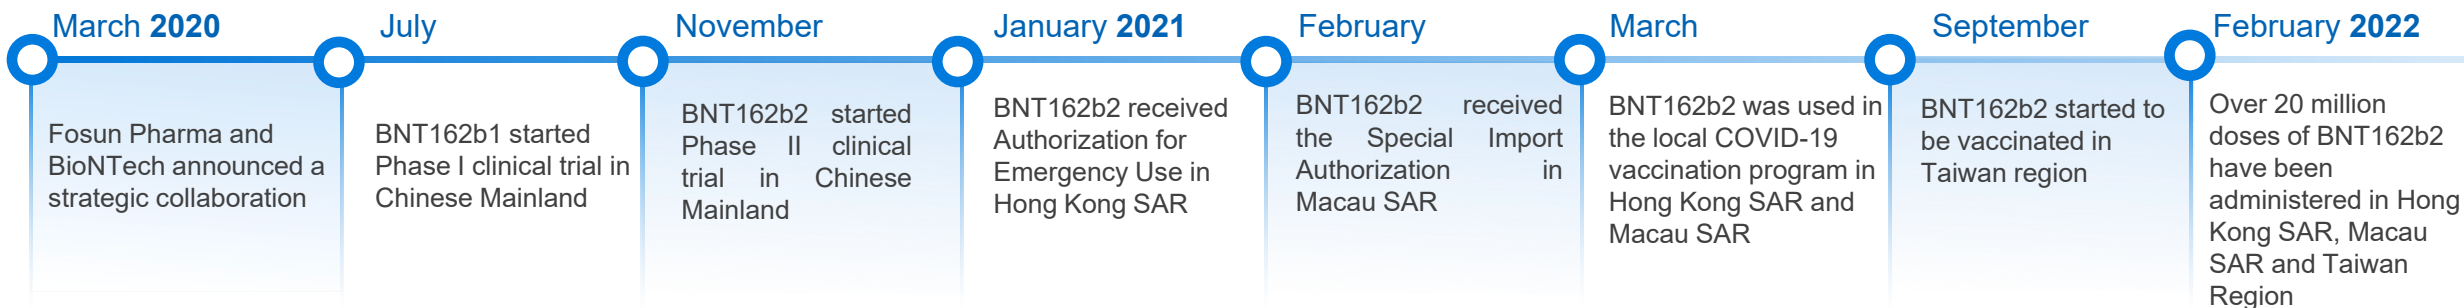 March 2020
Fosun Pharma and
BioNTech announced a
strategic collaboration
July
BNT162b1 started
Phase I clinical trial in
Chinese Mainland
November
BNT162b2 started
Phase II clinical
trial in Chinese
Mainland
January 2021
BNT162b2 received
Authorization for
Emergency Use in
Hong Kong SAR
February
BNT162b2 received
the Special Import
Authorization in
Macau SAR
March
BNT162b2 was used in
the local COVID-19
vaccination program in
Hong Kong SAR and
Macau SAR
September
BNT162b2 started to
be vaccinated in
Taiwan region
February 2022
Over 20 million
doses of BNT162b2
have been
administered in Hong
Kong SAR, Macau
SAR and Taiwan
Region